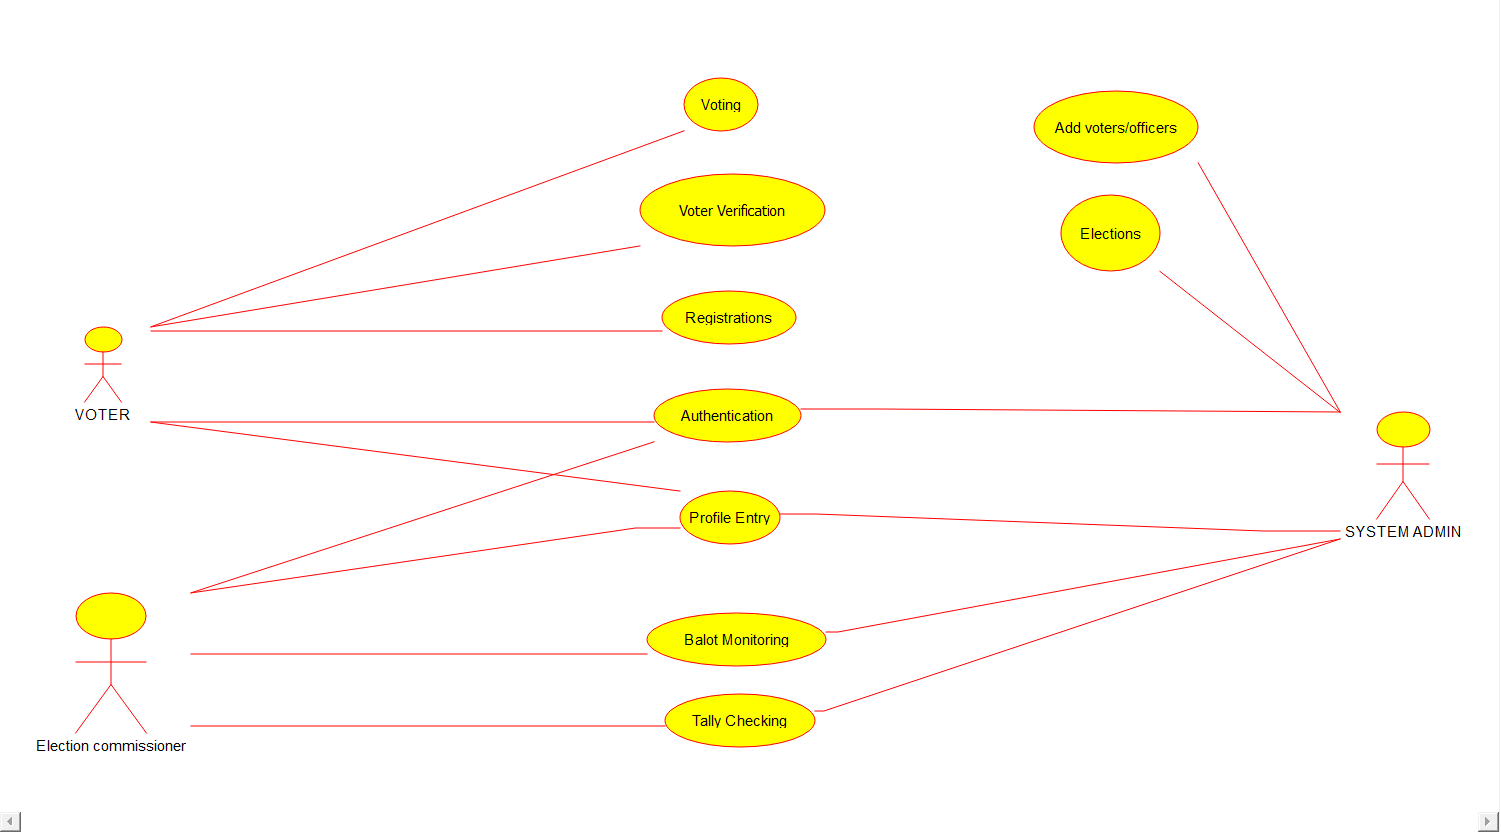 Voting
Add voters/officers
Voter Verification
Elections
Registrations
VOTER
Authentication
Profile Entry
SYSTEM ADMIN
Balot Monitoring
Tally Checking
Election commissioner